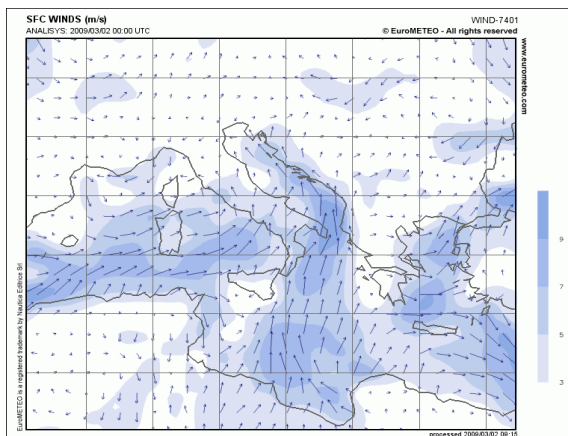 SFC WINDS (m/s)
WIND-7401
ANALISYS: 2009/03/02 00:00 UTC
© EuroMETEO - All rights reserved
www.eurometeo.com
EuroMETEO is a registered trademark by Nautica Editrice Srl
9
7
5
3
processed 2009/03/02 09:15